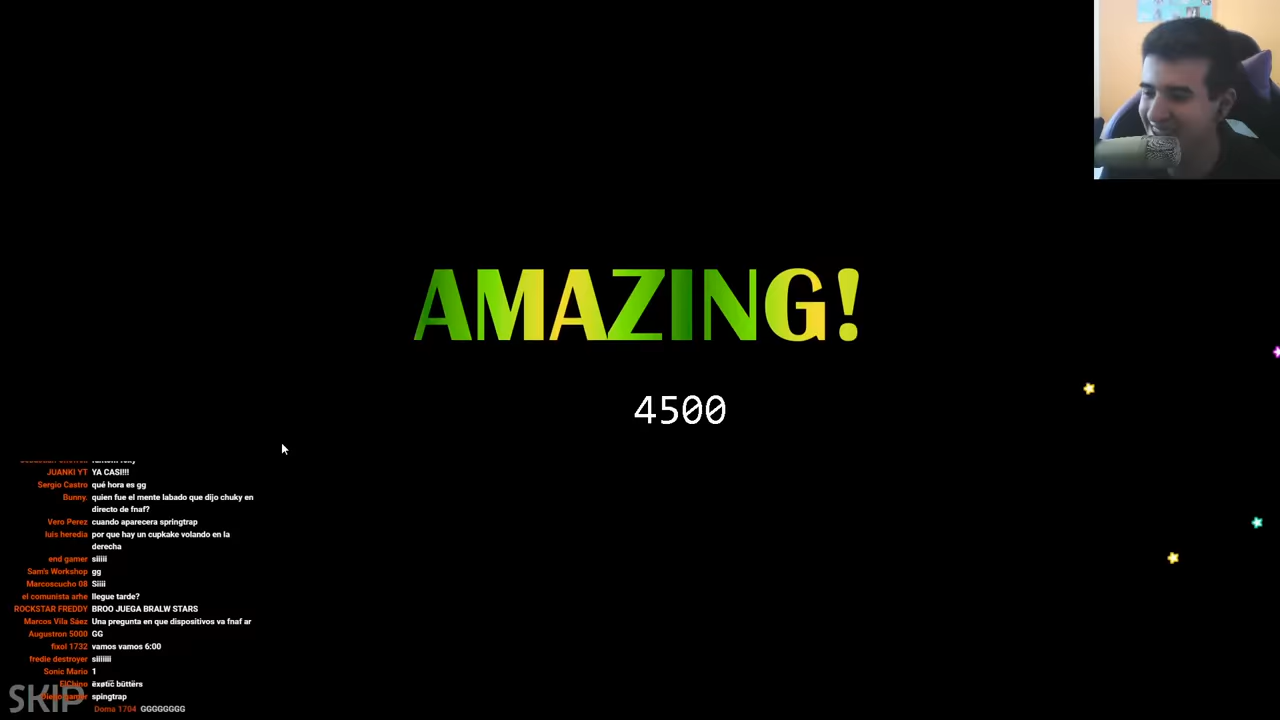 AMAZING!
4500
JUANKI YT YA CASI!!!
Sergio Castro qué hora es gg
Bunny. quien fue el mente labado que dijo chuky en
directo de fnaf?
Vero Perez cuando aparecera springtrap
luis heredia por que hay un cupkake volando en la
derecha
end gamer siiiii
Sam's Workshop gg
Marcoscucho 08 Siiii
el comunista arhe llegue tarde?
ROCKSTAR FREDDY BROO JUEGA BRALW STARS
Marcos Vila Sáez Una pregunta en que dispositivos va fnaf ar
Augustron 5000 GG
fixol 1732 vamos vamos 6:00
fredie destroyer siiiiiii
Sonic Mario 1
ElChino ëxøtïc büttërs
spingtrap
SKIP
Doma 1704 GGGGGGGG